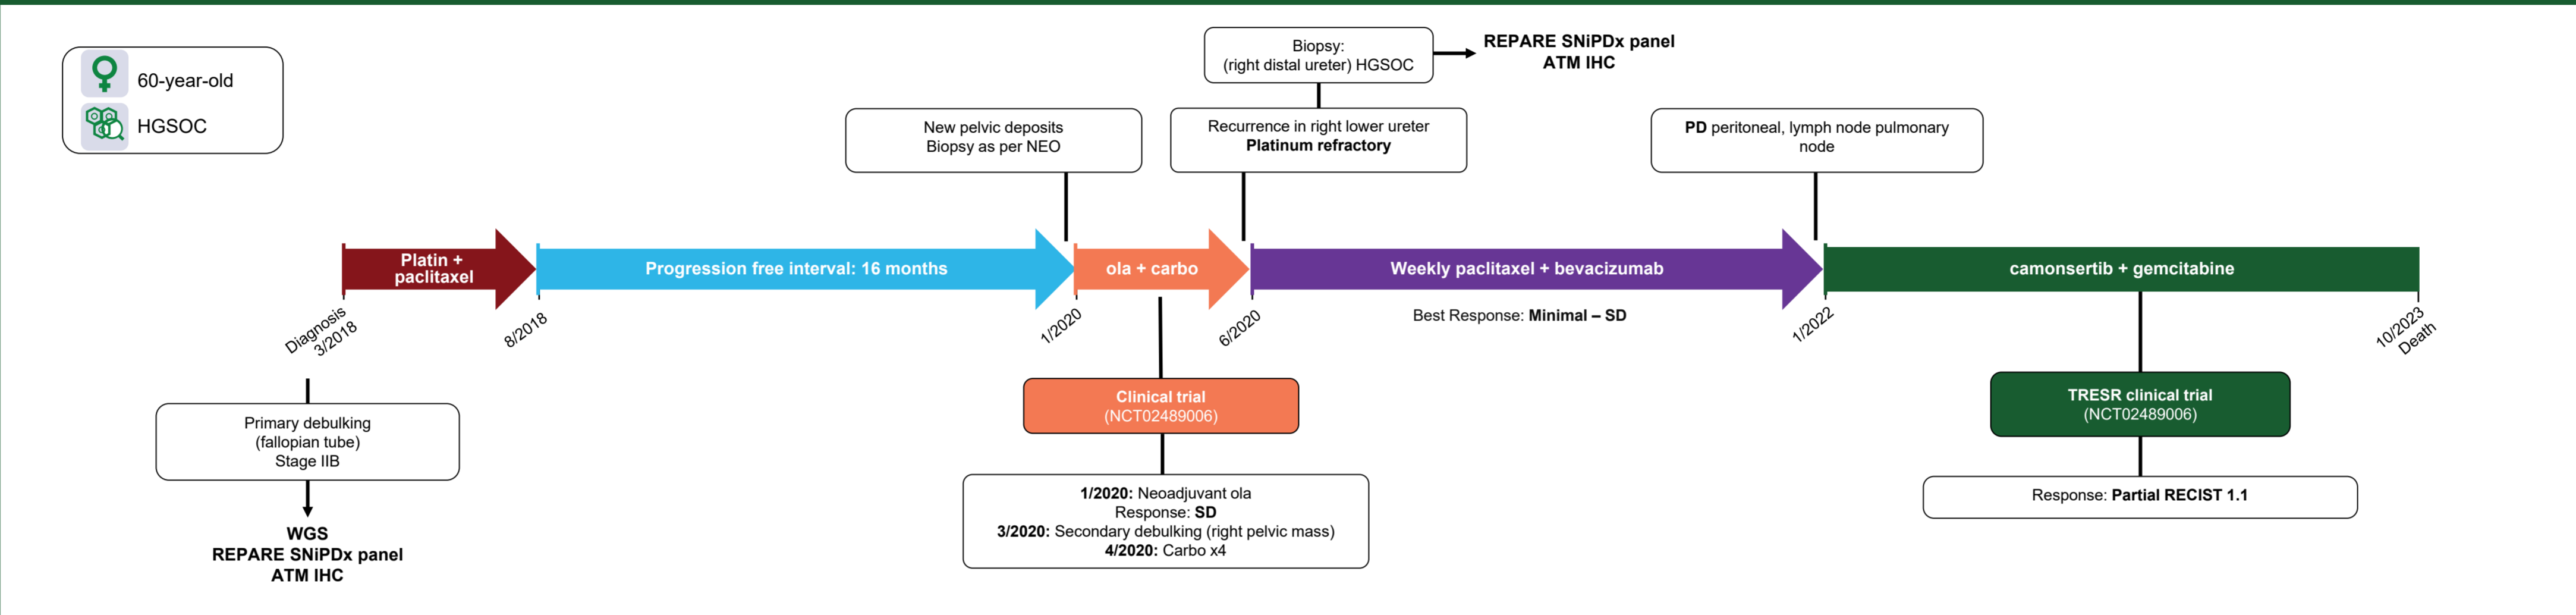 60-year-old
HGSOC
Biopsy:
(right distal ureter) HGSOC
REPARE SNiPDx panel
ATM IHC
New pelvic deposits
Biopsy as per NEO
Recurrence in right lower ureter
Platinum refractory
PD peritoneal, lymph node pulmonary
node
Platin +
paclitaxel
Progression free interval: 16 months
ola + carbo
Weekly paclitaxel + bevacizumab
camonsertib + gemcitabine
Diagnosis
3/2018
8/2018
1/2020
6/2020
Best Response: Minimal – SD
1/2022
10/2023
Death
Primary debulking
(fallopian tube)
Stage IIB
WGS
REPARE SNiPDx panel
ATM IHC
Clinical trial
(NCT02489006)
1/2020: Neoadjuvant ola
Response: SD
3/2020: Secondary debulking (right pelvic mass)
4/2020: Carbo x4
TRESR clinical trial
(NCT02489006)
Response: Partial RECIST 1.1